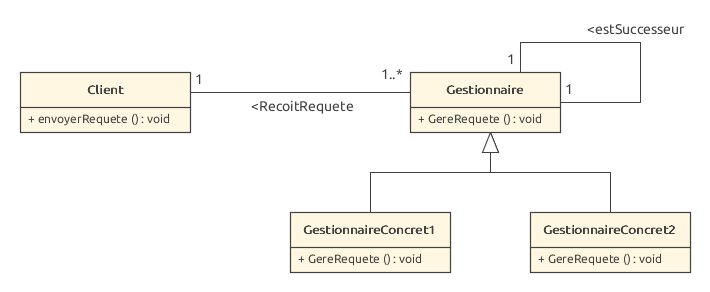 <estSuccesseur
1
1
1..*
1
Client
Gestionnaire
+ envoyerRequete () : void
<RecoitRequete
+ GereRequete () : void
GestionnaireConcret1
GestionnaireConcret2
+ GereRequete () : void
+ GereRequete () : void